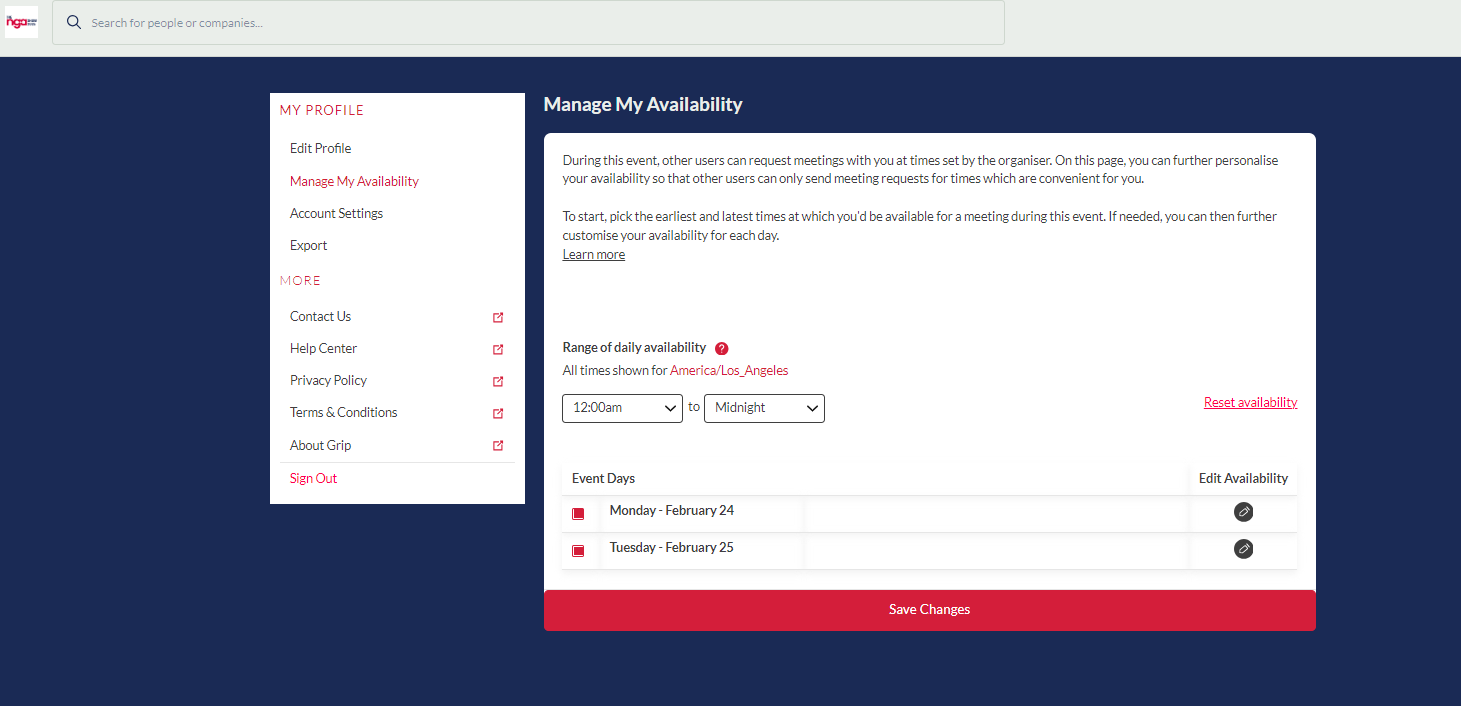 nga
Search for people or companies...
MY PROFILE
Edit Profile
Manage My Availability
Account Settings
Export
MORE
Contact Us
Help Center
Privacy Policy
Terms & Conditions
About Grip
Sign Out
Manage My Availability
During this event, other users can request meetings with you at times set by the organiser. On this page, you can further personalise
your availability so that other users can only send meeting requests for times which are convenient for you.
To start, pick the earliest and latest times at which you'd be available for a meeting during this event. If needed, you can then further
customise your availability for each day.
Learn more
Range of daily availability ?
All times shown for America/Los_Angeles
12:00am to Midnight
Reset availability
Event Days Edit Availability
Monday - February 24
Tuesday - February 25
Save Changes